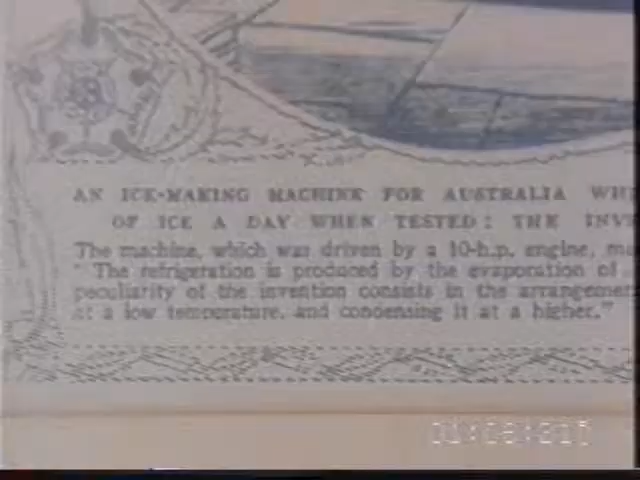 AN ICE-MAKING MACHINE FOR AUSTRALIA
OF ICE A DAY WHEN TESTED: THE
The machine, which was driven by a 10-h.p. engine,
"The refrigeration is produced by the evaporation of
peculiarity of the invention consists in the
at a low temperature, and condensing it at a higher."